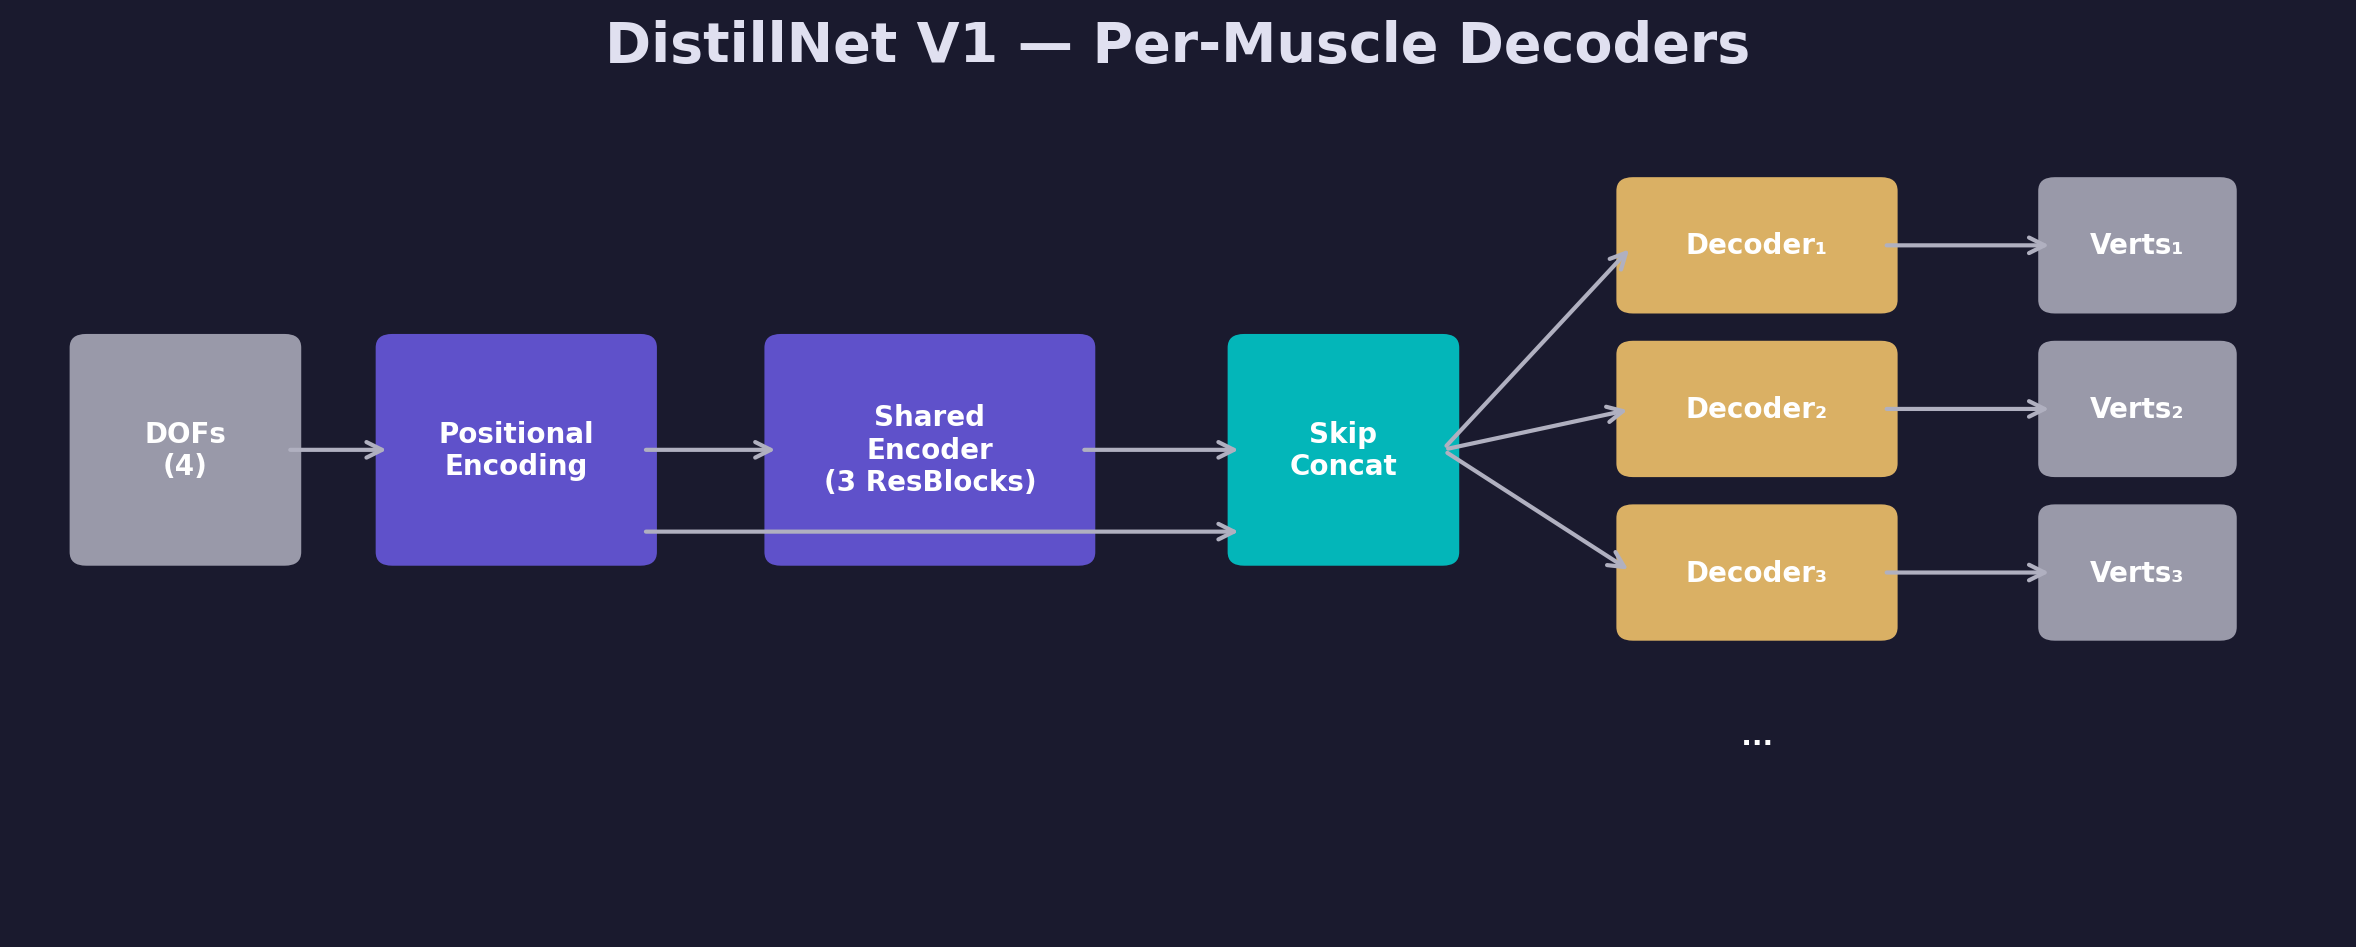 DistillNet V1 — Per-Muscle Decoders
DOFs
(4)
Positional
Encoding
Shared
Encoder
(3 ResBlocks)
Skip
Concat
Decoder₁
Verts₁
Decoder₂
Verts₂
Decoder₃
Verts₃
...